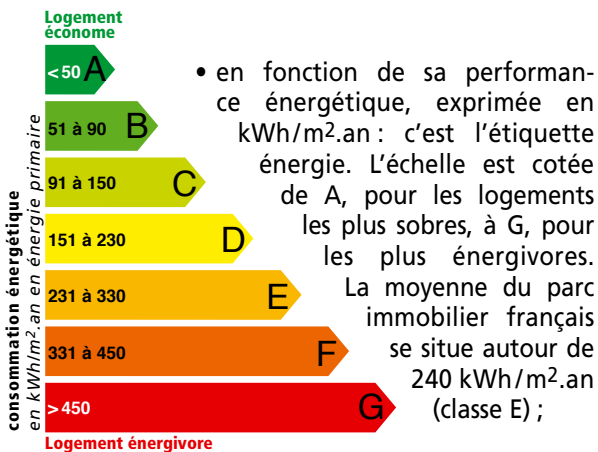 Logement
économe
< 50 A
51 à 90 B
91 à 150 C
151 à 230 D
231 à 330 E
331 à 450 F
> 450 G
Logement énergivore
consommation énergétique
en kWh/m².an en énergie primaire
• en fonction de sa performan-
ce énergétique, exprimée en
kWh/m².an : c'est l'étiquette
énergie. L'échelle est cotée
de A, pour les logements
les plus sobres, à G, pour
les plus énergivores.
La moyenne du parc
immobilier français
se situe autour de
240 kWh/m².an
(classe E) ;